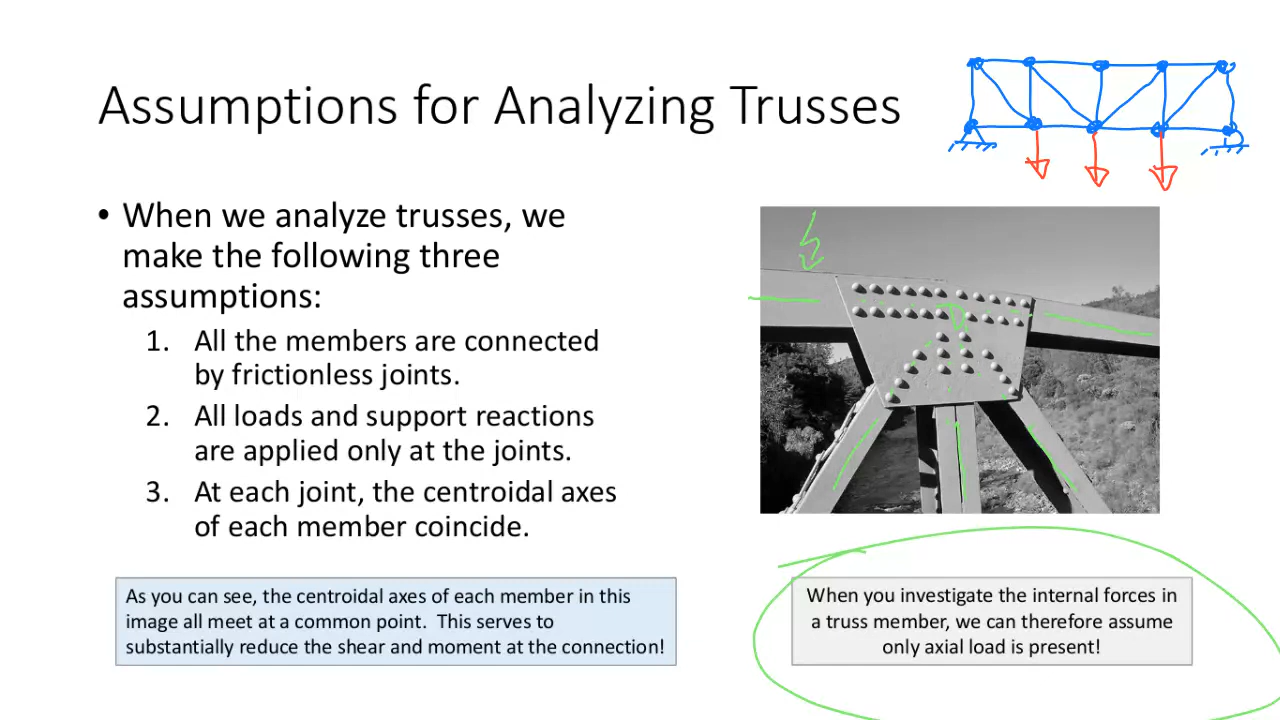 Assumptions for Analyzing Trusses
• When we analyze trusses, we
make the following three
assumptions:
1. All the members are connected
by frictionless joints.
2. All loads and support reactions
are applied only at the joints.
3. At each joint, the centroidal axes
of each member coincide.
As you can see, the centroidal axes of each member in this
image all meet at a common point. This serves to
substantially reduce the shear and moment at the connection!
When you investigate the internal forces in
a truss member, we can therefore assume
only axial load is present!